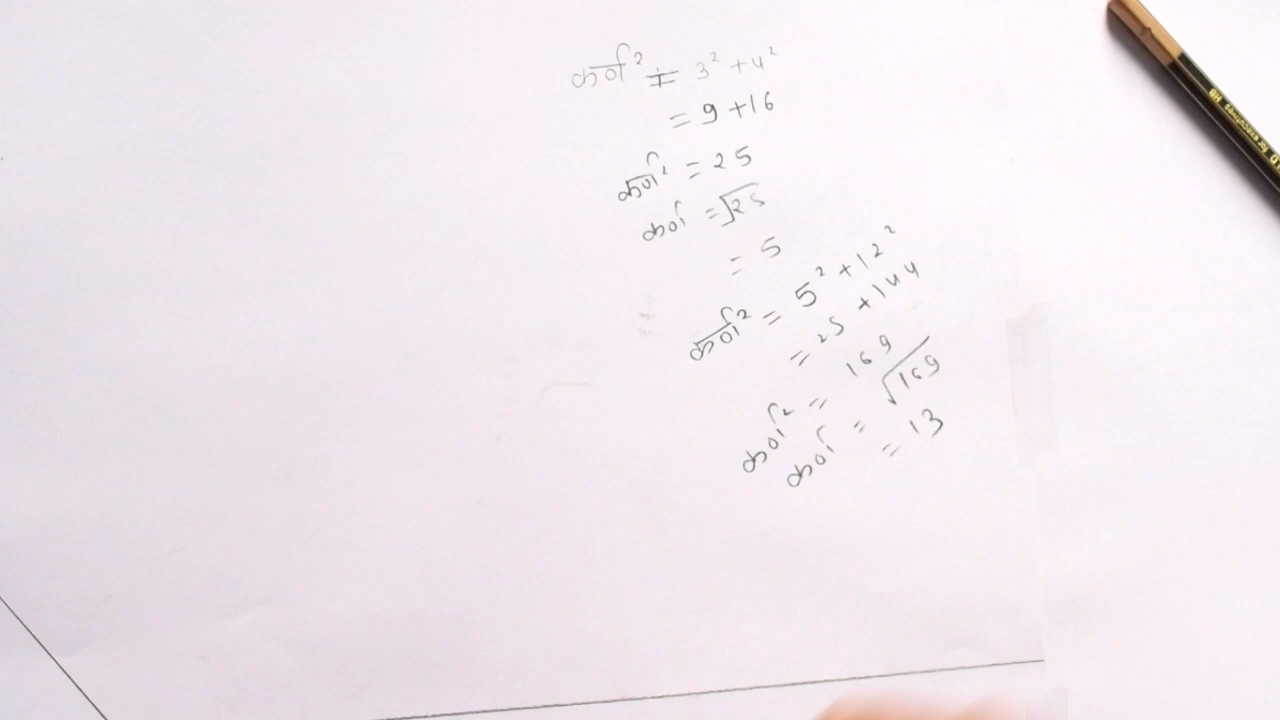 कर्ण² = 3² + 4²
= 9 + 16
कर्ण² = 25
कर्ण = √25
= 5
कर्ण² = 5² + 12²
= 25 + 144
कर्ण² = 169
कर्ण = √169
= 13
HB